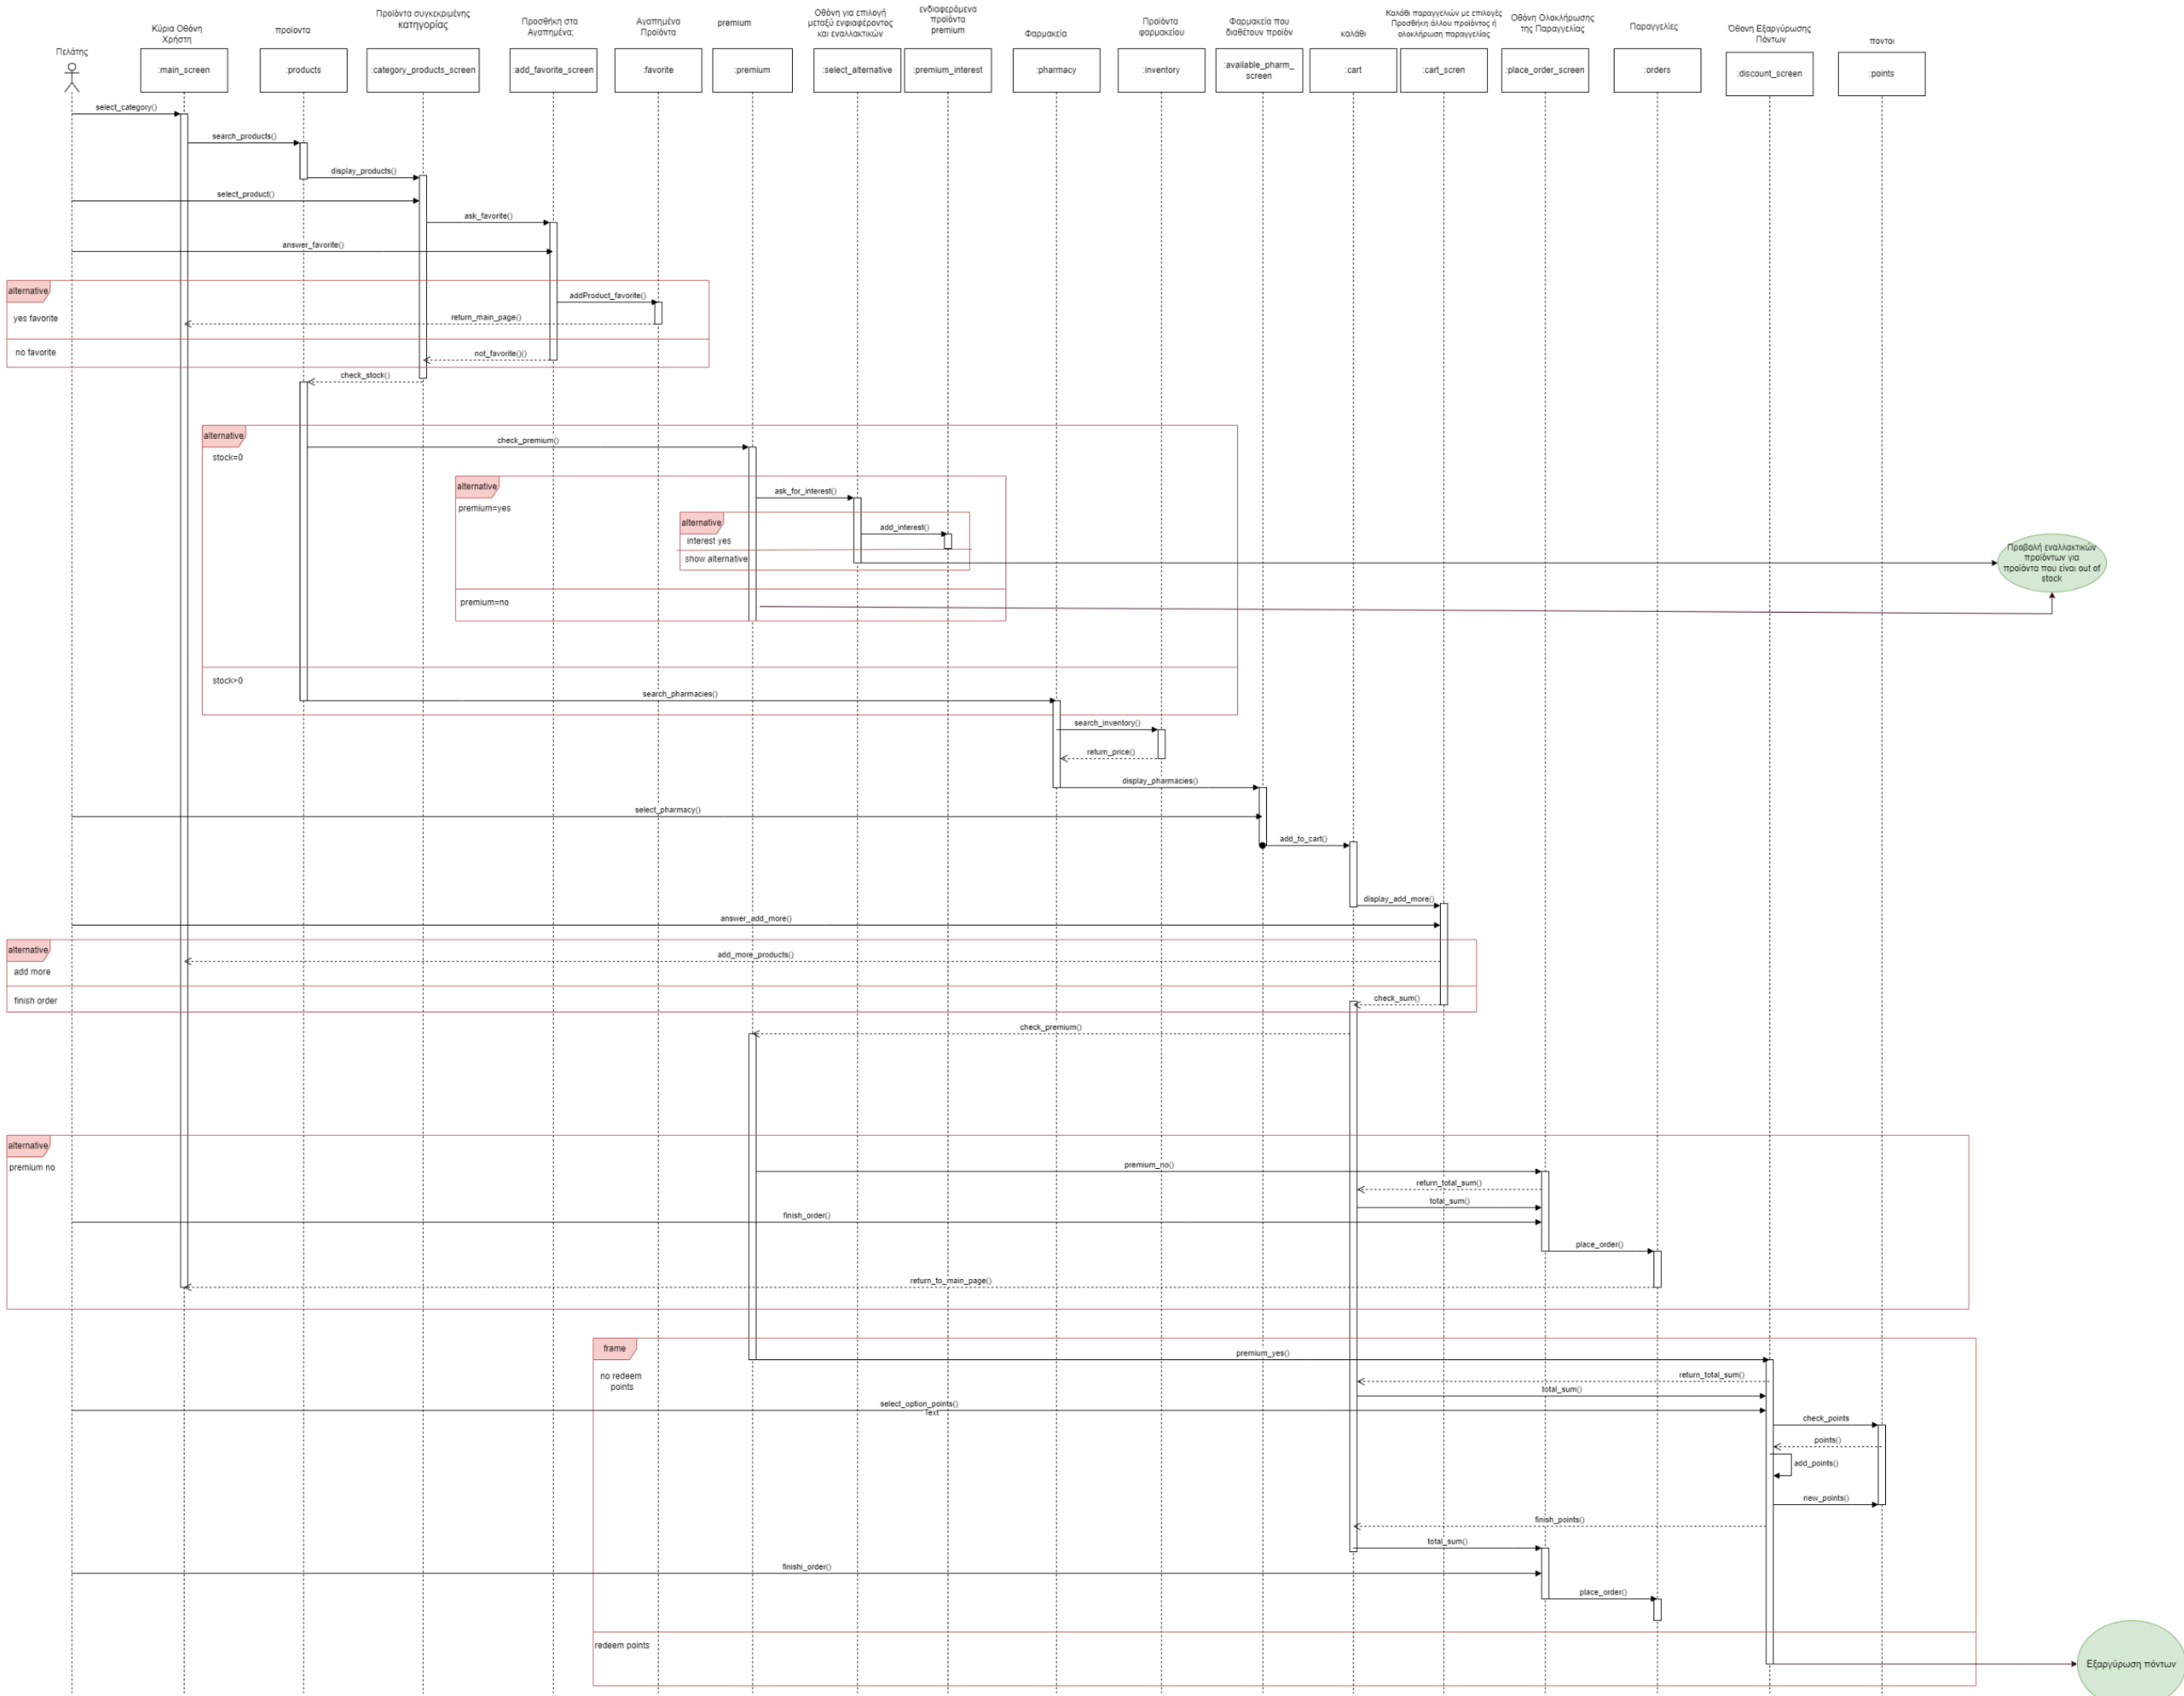 Πελάτης
Κύρια Οθόνη
Χρήστη
:main_screen
προϊοντα
:products
Προϊόντα συγκεκριμένης
κατηγορίας
:category_products_screen
Προσθήκη στα
Αγαπημένα;
:add_favorite_screen
Αγαπημένα
Προϊόντα
:favorite
premium
:premium
Οθόνη για επιλογή
μεταξύ ενφιαφέροντος
και εναλλακτικών
:select_alternative
ενδιαφερόμενα
προϊόντα
premium
:premium_interest
Φαρμακεία
:pharmacy
Προϊόντα
φαρμακείου
:inventory
Φαρμακεία που
διαθέτουν προϊόν
:available_pharm_
screen
καλάθι
:cart
Καλάθι παραγγελιών με επιλογές
Προσθήκη άλλου προϊόντος ή
ολοκλήρωση παραγγελίας
:cart_scren
Οθόνη Ολοκλήρωσης
της Παραγγελίας
:place_order_screen
Παραγγελίες
:orders
Όθονη Εξαργύρωσης
Πόντων
:discount_screen
ποντοι
:points
select_category()
search_products()
display_products()
select_product()
ask_favorite()
answer_favorite()
alternative
addProduct_favorite()
yes favorite
return_main_page()
no favorite
not_favorite()()
check_stock()
alternative
check_premium()
stock=0
alternative
ask_for_interest()
premium=yes
alternative
add_interest()
interest yes
show alternative
Προβολή εναλλακτικών
προϊόντων για
προϊόντα που είναι out of
stock
premium=no
stock>0
search_pharmacies()
search_inventory()
return_price()
display_pharmacies()
select_pharmacy()
add_to_cart()
display_add_more()
answer_add_more()
alternative
add_more_products()
add more
finish order
check_sum()
check_premium()
alternative
premium no
premium_no()
return_total_sum()
total_sum()
finish_order()
place_order()
return_to_main_page()
frame
premium_yes()
no redeem
points
return_total_sum()
total_sum()
select_option_points()
Text
check_points
points()
add_points()
new_points()
finish_points()
total_sum()
finishi_order()
place_order()
redeem points
Εξαργύρωση πόντων